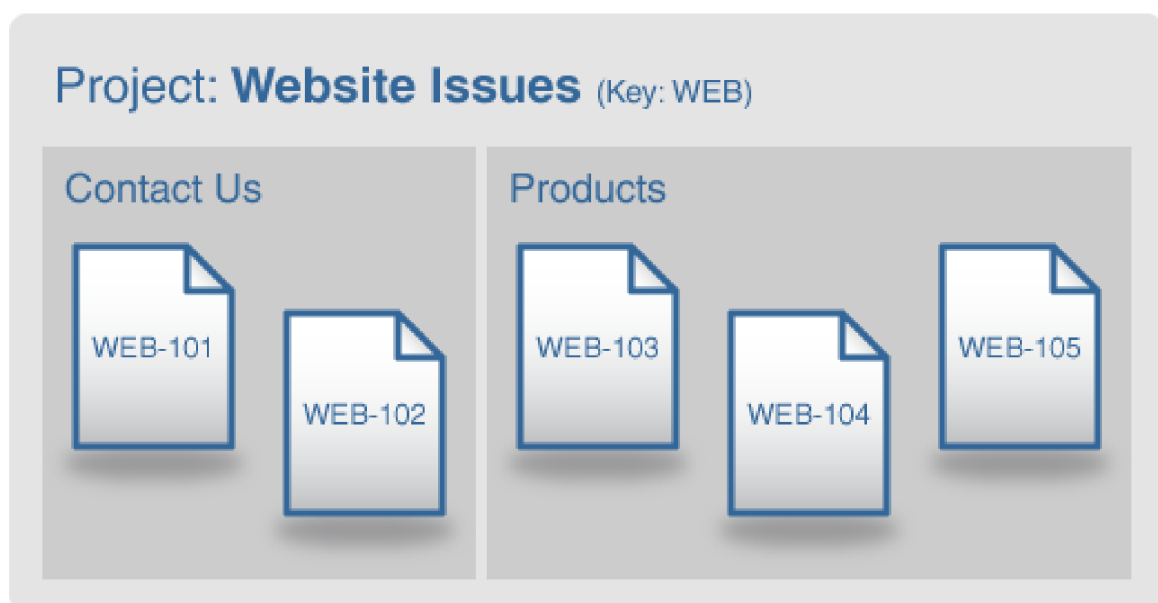 Project: Website Issues (Key: WEB)
Contact Us
WEB-101
WEB-102
Products
WEB-103
WEB-104
WEB-105